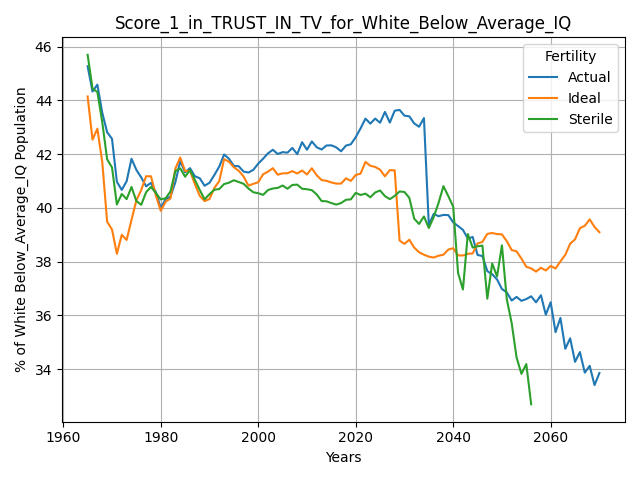 Score_1_in_TRUST_IN_TV_for_White_Below_Average_IQ
Fertility
Actual
Ideal
Sterile
% of White Below_Average_IQ Population
46
44
42
40
38
36
34
1960
1980
2000
2020
2040
2060
Years